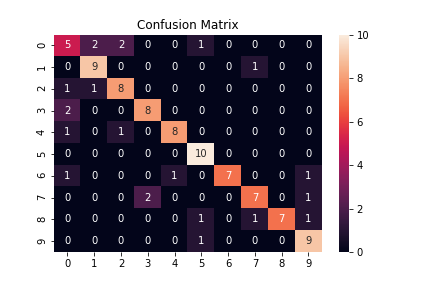 Confusion Matrix
0 5 2 2 0 0 1 0 0 0 0
1 0 9 0 0 0 0 0 1 0 0
2 1 1 8 0 0 0 0 0 0 0
3 2 0 0 8 0 0 0 0 0 0
4 1 0 1 0 8 0 0 0 0 0
5 0 0 0 0 0 10 0 0 0 0
6 1 0 0 0 1 0 7 0 0 1
7 0 0 0 2 0 0 0 7 0 1
8 0 0 0 0 0 1 0 1 7 1
9 0 0 0 0 0 1 0 0 0 9
0 1 2 3 4 5 6 7 8 9
10
8
6
4
2
0